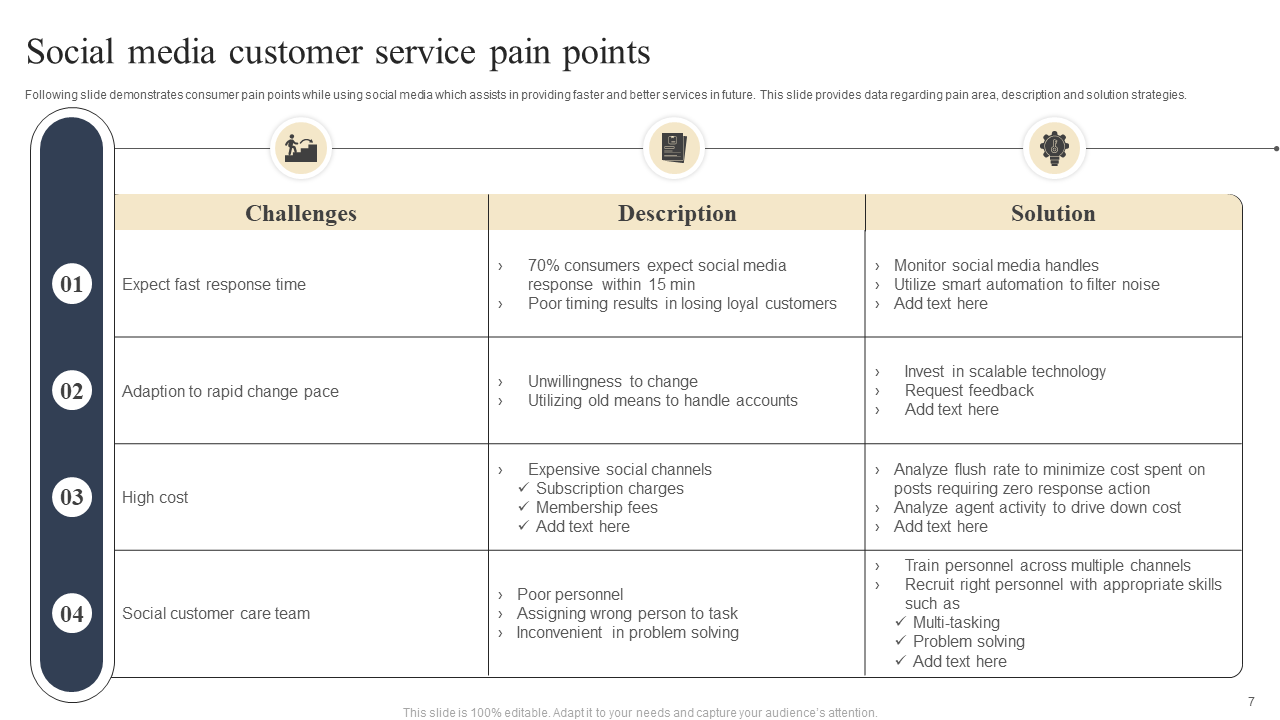 Social media customer service pain points
Following slide demonstrates consumer pain points while using social media which assists in providing faster and better services in future. This slide provides data regarding pain area, description and solution strategies.
Challenges
Description
Solution
01
Expect fast response time
› 70% consumers expect social media
response within 15 min
› Poor timing results in losing loyal customers
› Monitor social media handles
› Utilize smart automation to filter noise
› Add text here
02
Adaption to rapid change pace
› Unwillingness to change
› Utilizing old means to handle accounts
› Invest in scalable technology
› Request feedback
› Add text here
03
High cost
› Expensive social channels
✓ Subscription charges
✓ Membership fees
✓ Add text here
› Analyze flush rate to minimize cost spent on
posts requiring zero response action
› Analyze agent activity to drive down cost
› Add text here
04
Social customer care team
› Poor personnel
› Assigning wrong person to task
› Inconvenient in problem solving
› Train personnel across multiple channels
› Recruit right personnel with appropriate skills
such as
✓ Multi-tasking
✓ Problem solving
✓ Add text here
7
This slide is 100% editable. Adapt it to your needs and capture your audience's attention.